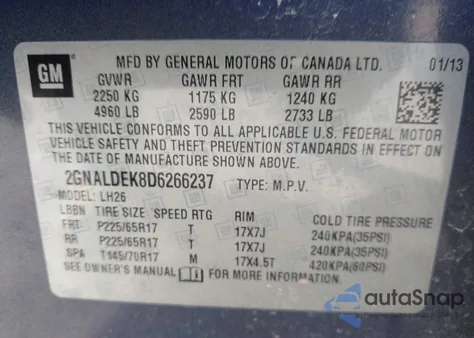 GM
MFD BY GENERAL MOTORS OF CANADA LTD. 01/13
GVWR GAWR FRT GAWR RR
2250 KG 1175 KG 1240 KG
4960 LB 2590 LB 2733 LB
THIS VEHICLE CONFORMS TO ALL APPLICABLE U.S. FEDERAL MOTOR
VEHICLE SAFETY AND THEFT PREVENTION STANDARDS IN EFFECT ON
THE DATE OF MANUFACTURE SHOWN ABOVE.
2GNALDEK8D6266237 TYPE: M.P.V.
MODEL: LH26
LBBN TIRE SIZE SPEED RTG RIM COLD TIRE PRESSURE
FRT P225/65R17 T 17X7J 240KPA(35PSI)
RR P225/65R17 T 17X7J 240KPA(35PSI)
SPA T145/70R17 M 17X4.5T 420KPA(60PSI)
SEE OWNER'S MANUAL FOR MORE INFORMATION.
autoSnap